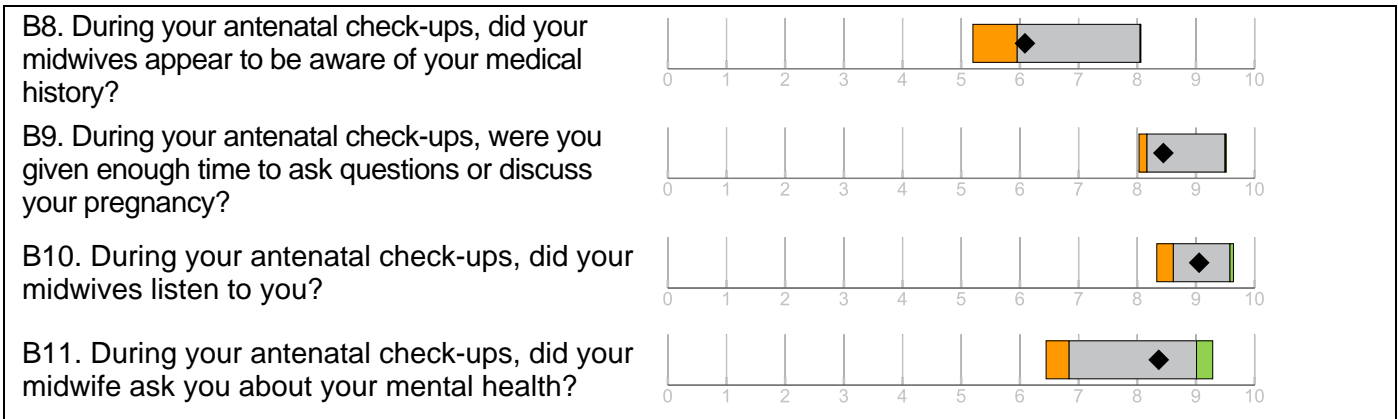 B8. During your antenatal check-ups, did your
midwives appear to be aware of your medical
history?
0 1 2 3 4 5 6 7 8 9 10
B9. During your antenatal check-ups, were you
given enough time to ask questions or discuss
your pregnancy?
0 1 2 3 4 5 6 7 8 9 10
B10. During your antenatal check-ups, did your
midwives listen to you?
0 1 2 3 4 5 6 7 8 9 10
B11. During your antenatal check-ups, did your
midwife ask you about your mental health?
0 1 2 3 4 5 6 7 8 9 10